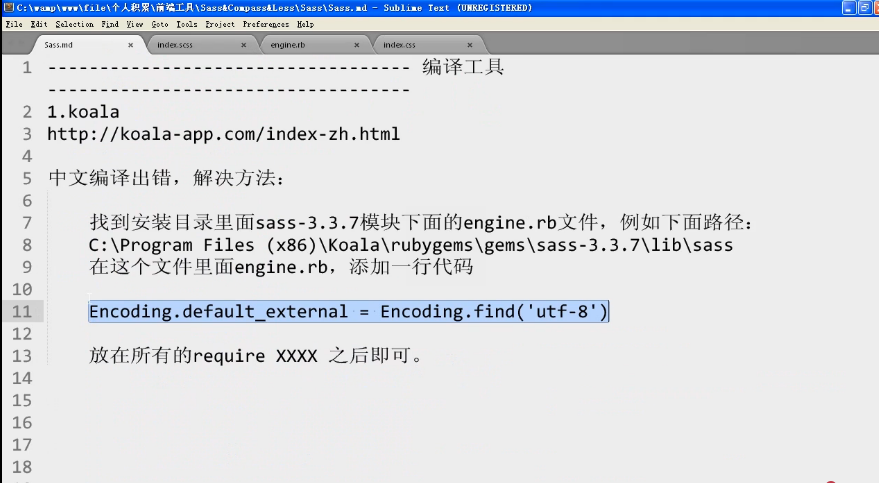 C:\wamp\www\file\个人积累\前端工具\Sass&Compass&Less\Sass\Sass.md - Sublime Text (UNREGISTERED)
File Edit Selection Find View Goto Tools Project Preferences Help
Sass.md × index.scss × engine.rb × index.css ×
1 ----------------------------------- 编译工具
-----------------------------------
2 1.koala
3 http://koala-app.com/index-zh.html
4
5 中文编译出错，解决方法：
6
7 找到安装目录里面sass-3.3.7模块下面的engine.rb文件，例如下面路径：
8 C:\Program Files (x86)\Koala\rubygems\gems\sass-3.3.7\lib\sass
9 在这个文件里面engine.rb，添加一行代码
10
11 Encoding.default_external = Encoding.find('utf-8')
12
13 放在所有的require XXXX 之后即可。
14
15
16
17
18